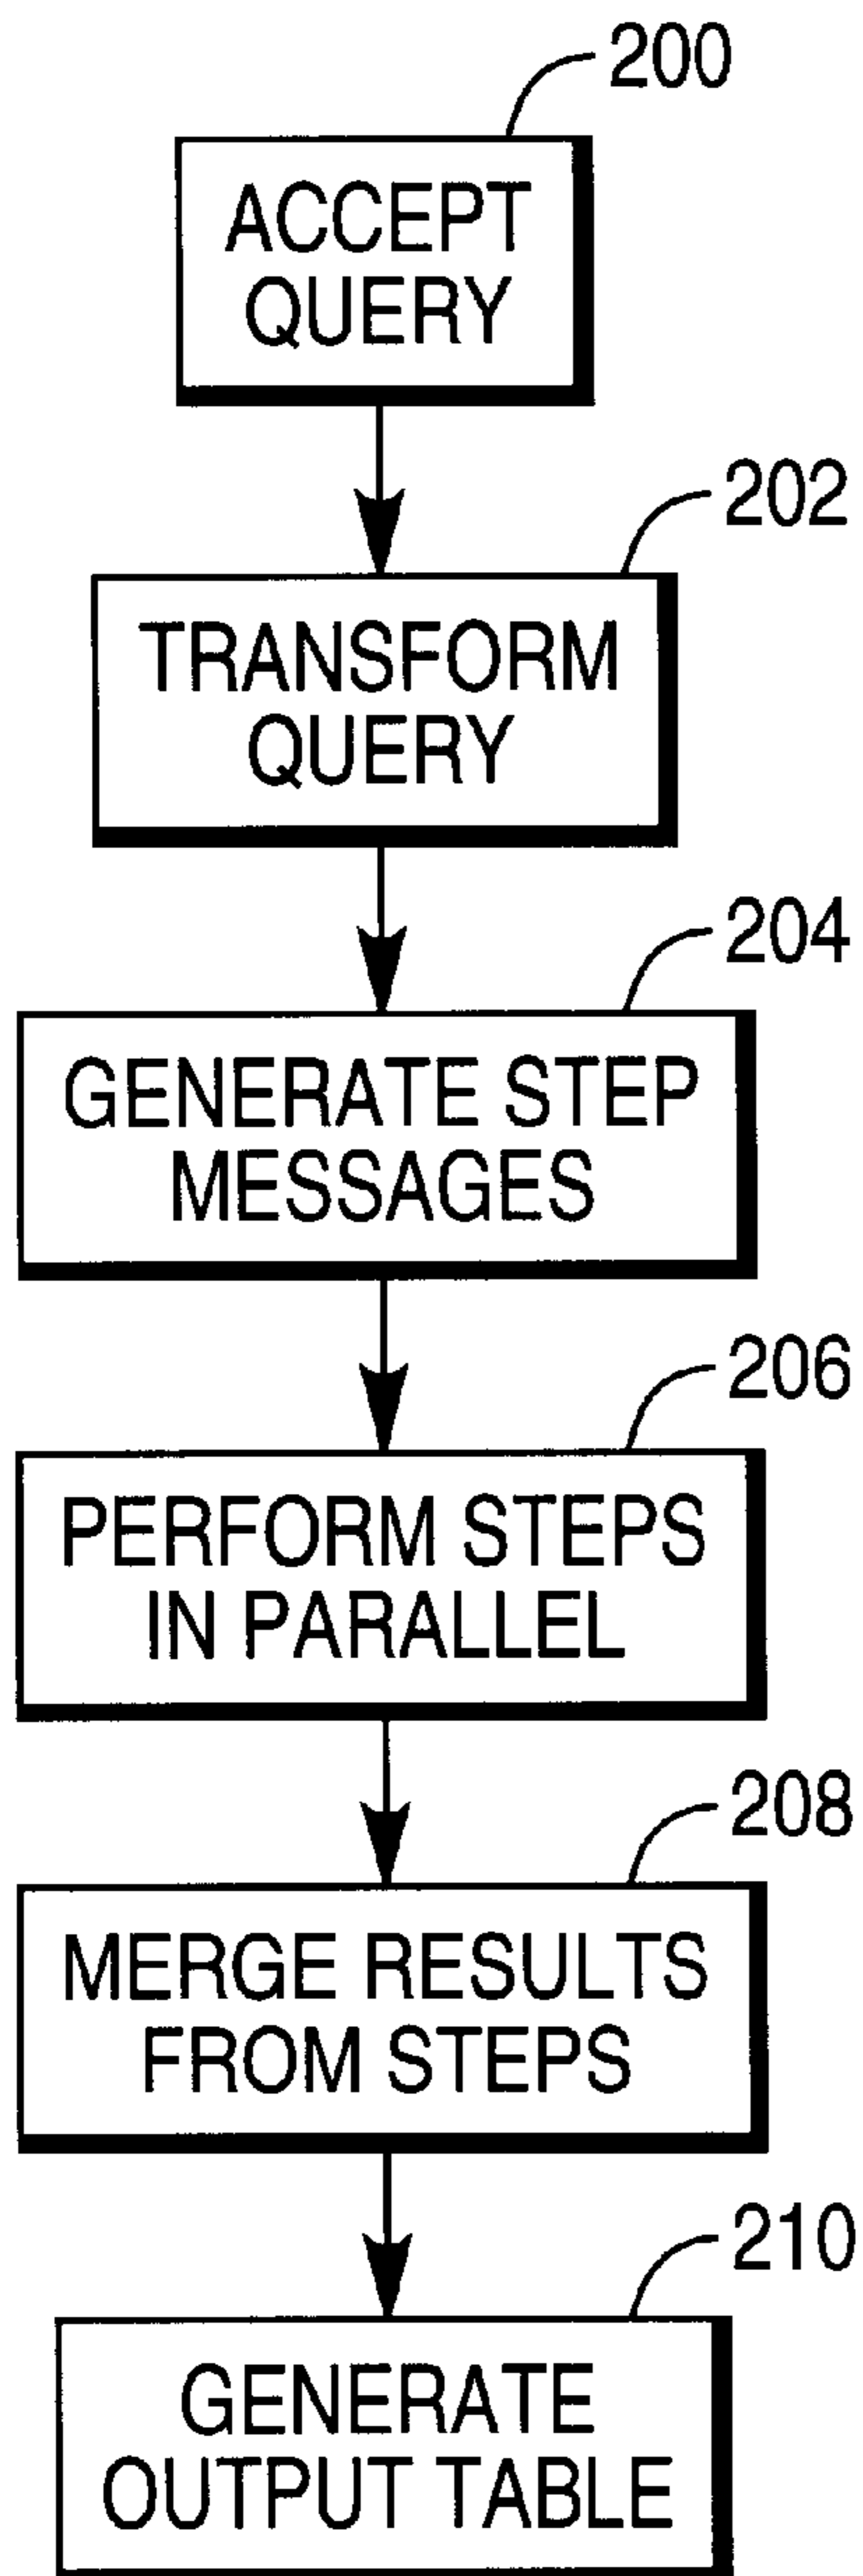 200
ACCEPT
QUERY
202
TRANSFORM
QUERY
204
GENERATE STEP
MESSAGES
206
PERFORM STEPS
IN PARALLEL
208
MERGE RESULTS
FROM STEPS
210
GENERATE
OUTPUT TABLE